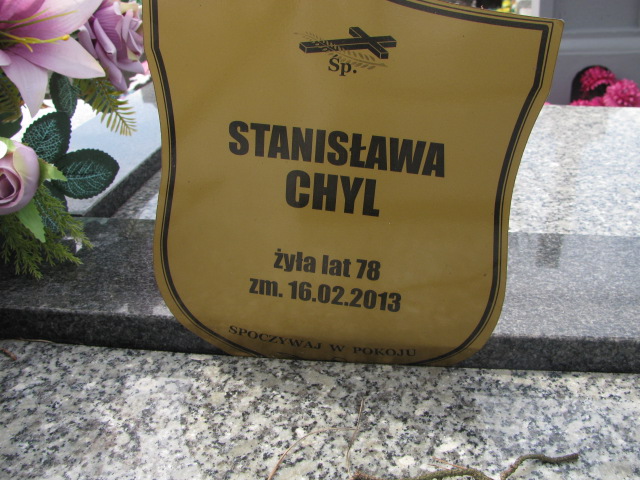 Śp.
STANISŁAWA
CHYL
żyła lat 78
zm. 16.02.2013
SPOCZYWAJ W POKOJU